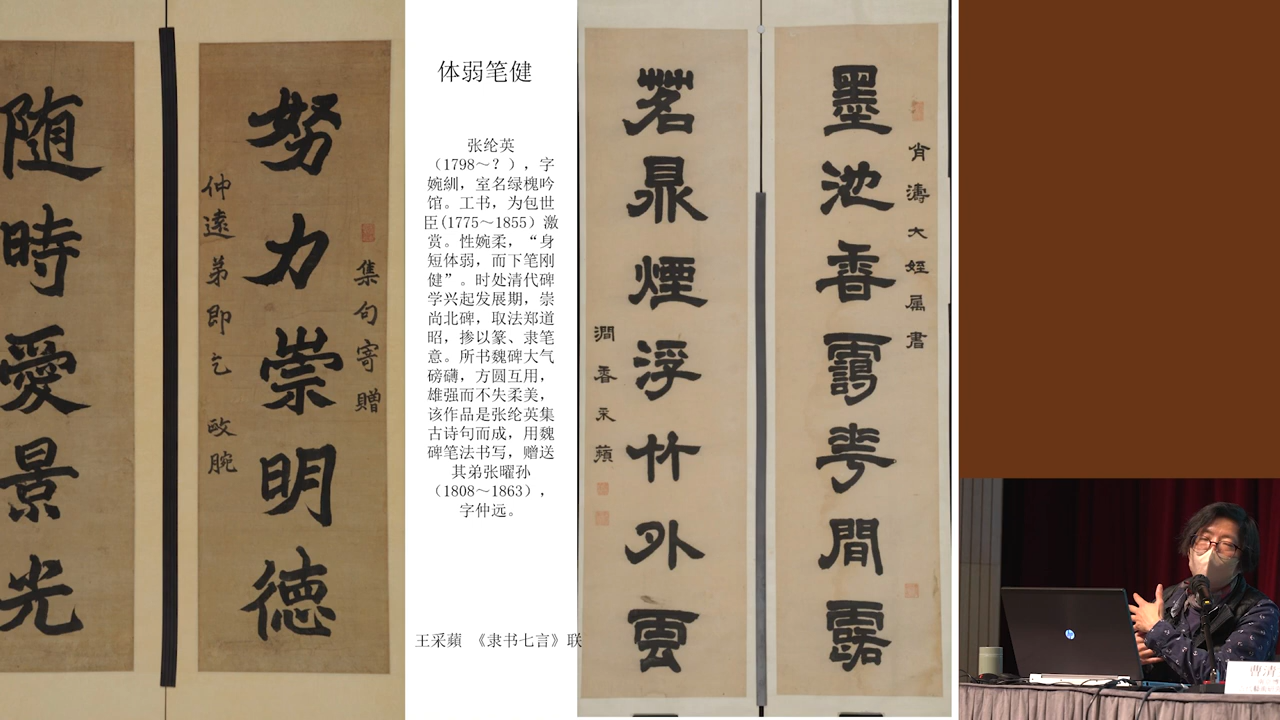 努力崇明德
集句寄贈
随時愛景光
仲遠弟即乞
体弱笔健
张纶英
（1798～？），字
婉紃，室名绿槐吟
馆。工书，为包世
臣(1775～1855）激
赏。性婉柔，“身
短体弱，而下笔刚
健”。时处清代碑
学兴起发展期，崇
尚北碑，取法郑道
昭，掺以篆、隶笔
意。所书魏碑大气
磅礴，方圆互用，
雄强而不失柔美，
该作品是张纶英集
古诗句而成，用魏
碑笔法书写，赠送
其弟张曜孙
（1808～1863），
字仲远。
王采蘋 《隶书七言》联
肖濤大姪属書
墨池香靄華間露
茗鼎煙浮竹外雲
澗香采蘋
hp
曹清